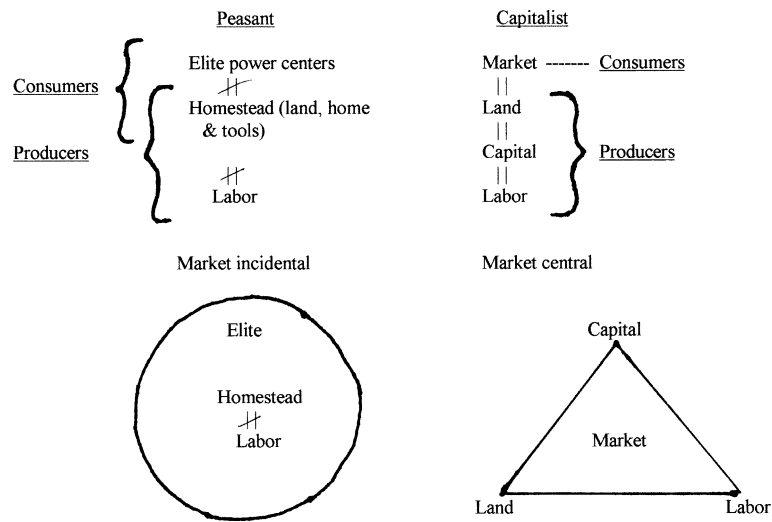 Peasant
Capitalist
Consumers
Producers
Elite power centers
Homestead (land, home
& tools)
Labor
Market ------- Consumers
Land
Capital
Labor
Producers
Market incidental
Market central
Elite
Homestead
Labor
Capital
Market
Land
Labor